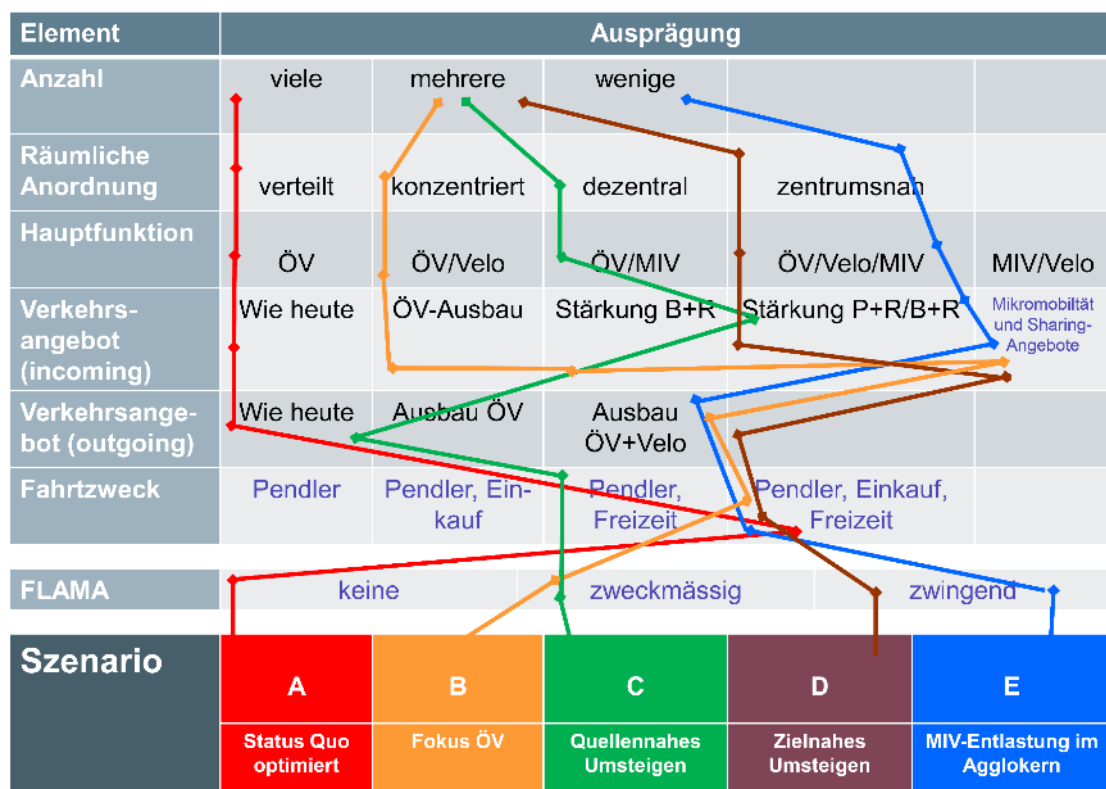 Element
Ausprägung
Anzahl
viele
mehrere
wenige
Räumliche
Anordnung
verteilt
konzentriert
dezentral
zentrumsnah
Hauptfunktion
ÖV
ÖV/Velo
ÖV/MIV
ÖV/Velo/MIV
MIV/Velo
Verkehrs-
angebot
(incoming)
Wie heute
ÖV-Ausbau
Stärkung B+R
Stärkung P+R/B+R
Mikromobiltät
und Sharing-
Angebote
Verkehrsange-
bot (outgoing)
Wie heute
Ausbau ÖV
Ausbau
ÖV+Velo
Fahrtzweck
Pendler
Pendler, Ein-
kauf
Pendler,
Freizeit
Pendler, Einkauf,
Freizeit
FLAMA
keine
zweckmässig
zwingend
Szenario
A
B
C
D
E
Status Quo
optimiert
Fokus ÖV
Quellennahes
Umsteigen
Zielnahes
Umsteigen
MIV-Entlastung im
Agglokern